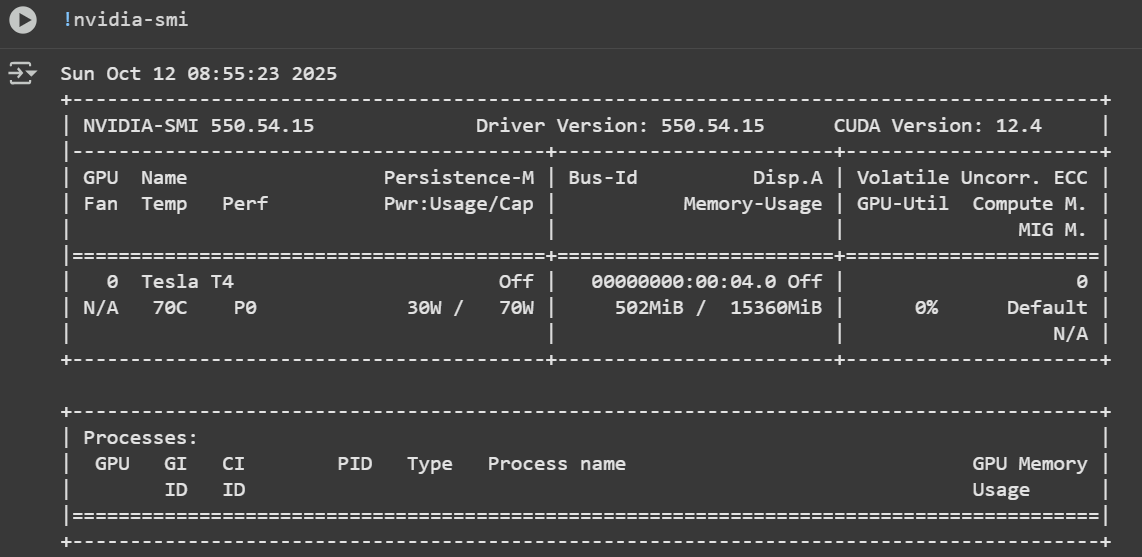 !nvidia-smi
Sun Oct 12 08:55:23 2025
+-----------------------------------------------------------------------------------------+
| NVIDIA-SMI 550.54.15              Driver Version: 550.54.15      CUDA Version: 12.4     |
|-----------------------------------------+------------------------+----------------------+
| GPU  Name                 Persistence-M | Bus-Id          Disp.A | Volatile Uncorr. ECC |
| Fan  Temp   Perf          Pwr:Usage/Cap |           Memory-Usage | GPU-Util  Compute M. |
|                                         |                        |               MIG M. |
|=========================================+========================+======================|
|   0  Tesla T4                       Off |   00000000:00:04.0 Off |                    0 |
| N/A   70C    P0             30W /   70W |     502MiB /  15360MiB |      0%      Default |
|                                         |                        |                  N/A |
+-----------------------------------------+------------------------+----------------------+
+-----------------------------------------------------------------------------------------+
| Processes:                                                                              |
|  GPU   GI   CI        PID   Type   Process name                              GPU Memory |
|        ID   ID                                                               Usage      |
|=========================================================================================|
+-----------------------------------------------------------------------------------------+